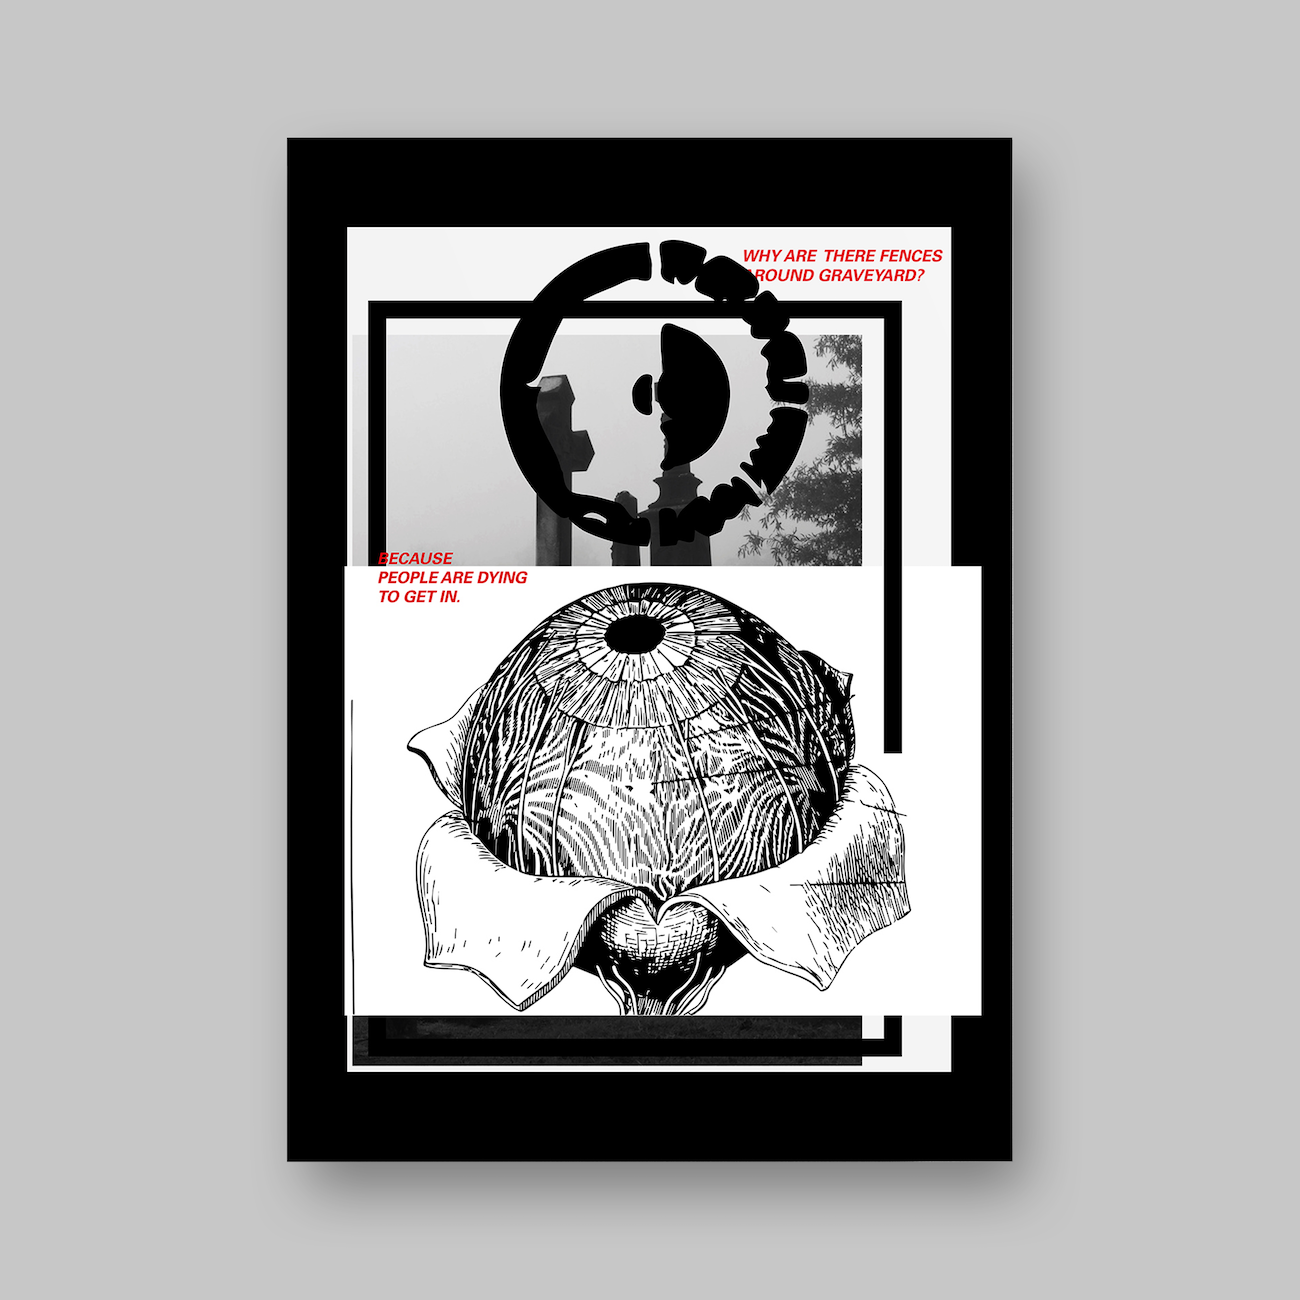 WHY ARE THERE FENCES
AROUND GRAVEYARD?
BECAUSE
PEOPLE ARE DYING
TO GET IN.